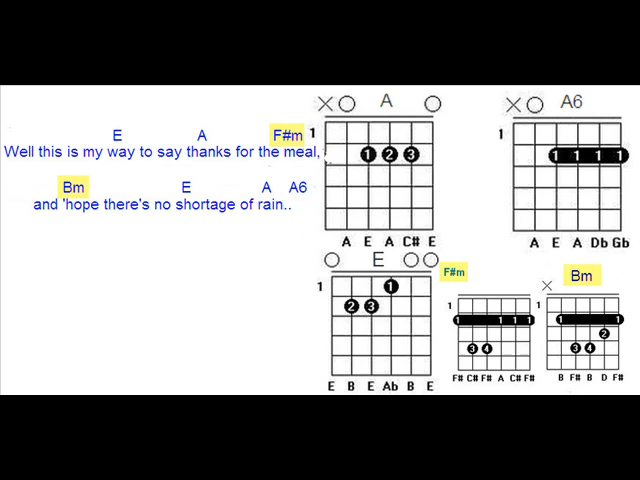 E A F#m
Well this is my way to say thanks for the meal,
Bm E A A6
and 'hope there's no shortage of rain..
A
1
1 2 3
A E A C# E
A6
1
1 1 1 1
A E A Db Gb
E
1
1
2 3
E B E Ab B E
F#m
1
1 1 1 1
3 4
F# C# F# A C# F#
Bm
1
1 1
2
3 4
B F# B D F#